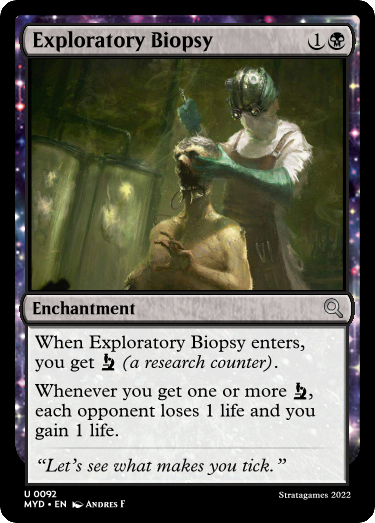 Exploratory Biopsy 1
Enchantment
When Exploratory Biopsy enters,
you get (a research counter).
Whenever you get one or more ,
each opponent loses 1 life and you
gain 1 life.
“Let’s see what makes you tick.”
U 0092
MYD • EN Andres F
Stratagames 2022